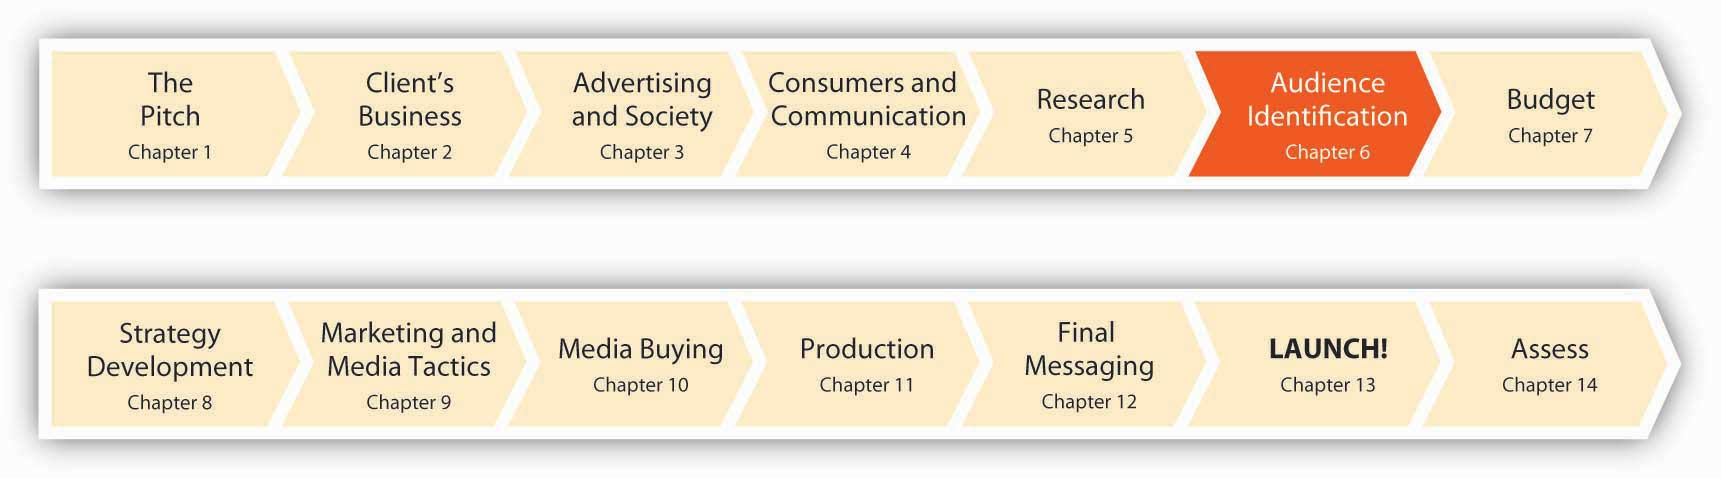 The
Pitch
Chapter 1
Client's
Business
Chapter 2
Advertising
and Society
Chapter 3
Consumers and
Communication
Chapter 4
Research
Chapter 5
Audience
Identification
Chapter 6
Budget
Chapter 7
Strategy
Development
Chapter 8
Marketing and
Media Tactics
Chapter 9
Media Buying
Chapter 10
Production
Chapter 11
Final
Messaging
Chapter 12
LAUNCH!
Chapter 13
Assess
Chapter 14